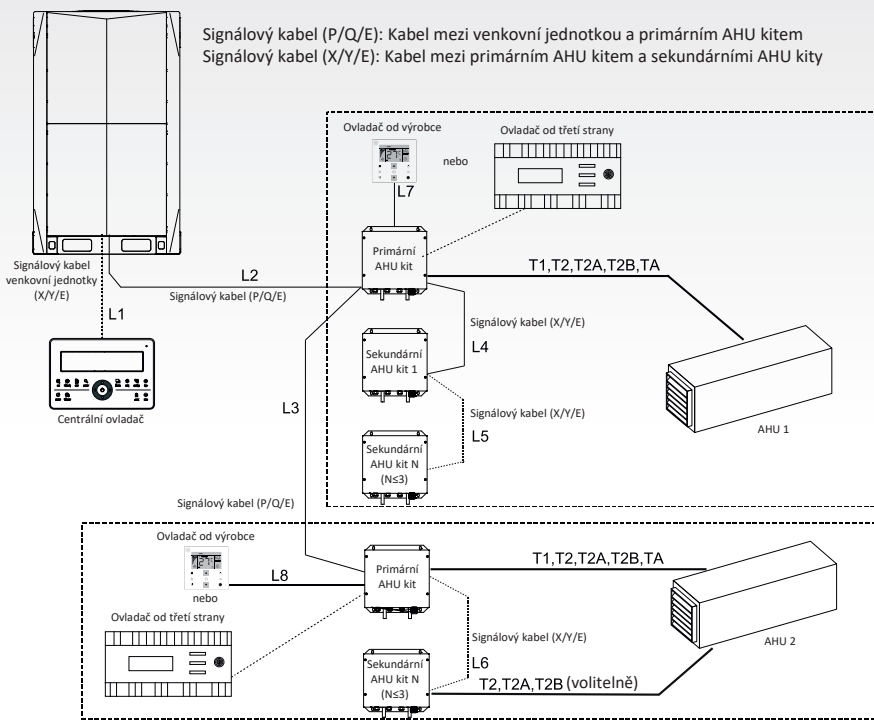 Signálový kabel (P/Q/E): Kabel mezi venkovní jednotkou a primárním AHU kitem
Signálový kabel (X/Y/E): Kabel mezi primárním AHU kitem a sekundárními AHU kity
Ovladač od výrobce
nebo
Ovladač od třetí strany
L7
Primární
AHU kit
T1,T2,T2A,T2B,TA
Signálový kabel
venkovní jednotky
(X/Y/E)
L1
L2
Signálový kabel (P/Q/E)
Signálový kabel (X/Y/E)
L4
Sekundární
AHU kit 1
Centrální ovladač
L3
Signálový kabel (X/Y/E)
L5
AHU 1
Sekundární
AHU kit N
(N≤3)
Signálový kabel (P/Q/E)
Ovladač od výrobce
nebo
L8
Primární
AHU kit
T1,T2,T2A,T2B,TA
Ovladač od třetí strany
Signálový kabel (X/Y/E)
L6
AHU 2
Sekundární
AHU kit N
(N≤3)
T2,T2A,T2B (volitelně)